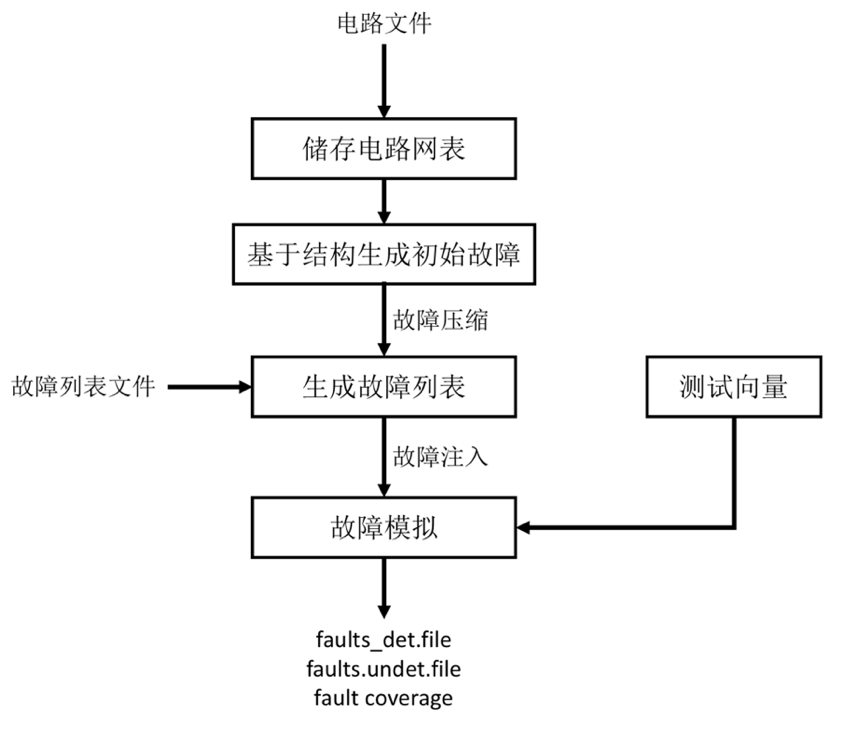 电路文件
储存电路网表
基于结构生成初始故障
故障压缩
故障列表文件
生成故障列表
测试向量
故障注入
故障模拟
faults_det.file
faults.undet.file
fault coverage